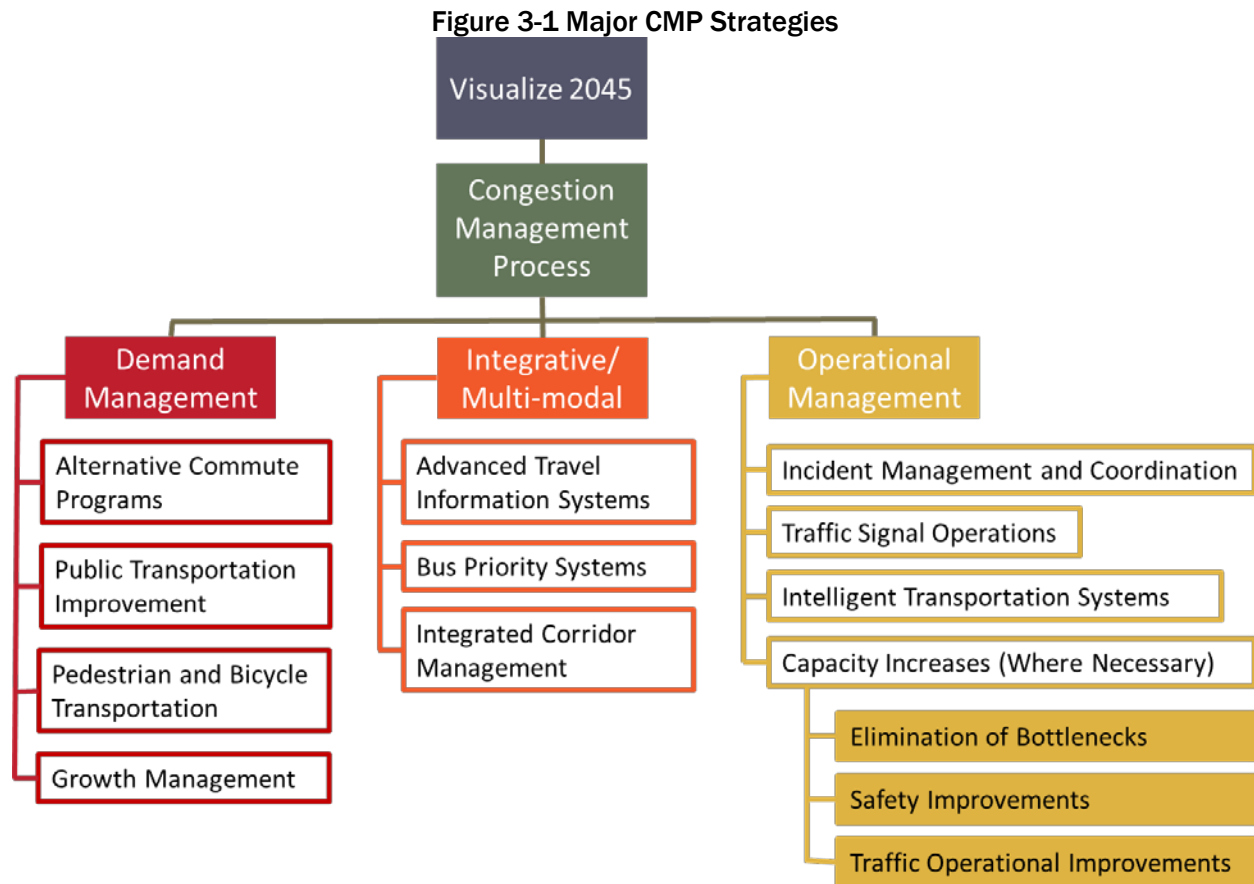 Figure 3-1 Major CMP Strategies
Visualize 2045
Congestion
Management
Process
Demand
Management
Alternative Commute
Programs
Public Transportation
Improvement
Pedestrian and Bicycle
Transportation
Growth Management
Integrative/
Multi-modal
Advanced Travel
Information Systems
Bus Priority Systems
Integrated Corridor
Management
Operational
Management
Incident Management and Coordination
Traffic Signal Operations
Intelligent Transportation Systems
Capacity Increases (Where Necessary)
Elimination of Bottlenecks
Safety Improvements
Traffic Operational Improvements